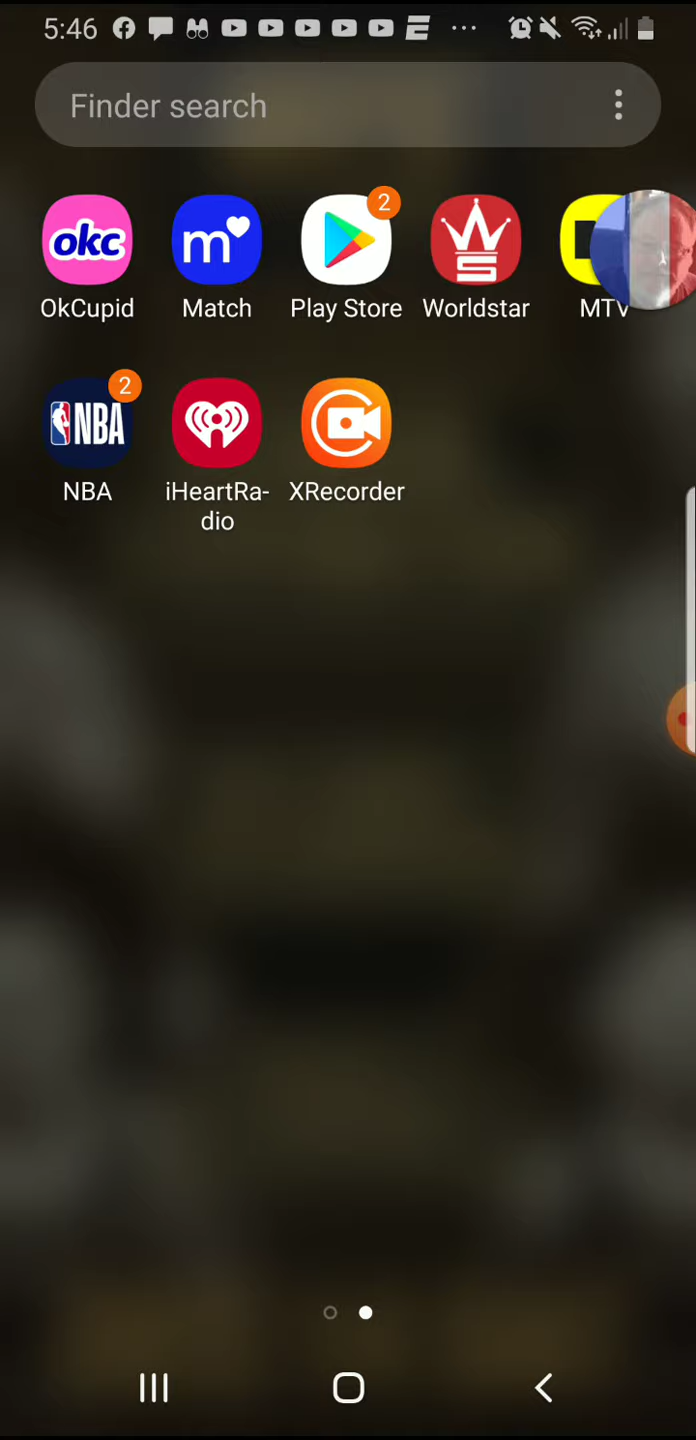 5:46
Finder search
okc
m
2
OkCupid
Match
Play Store
Worldstar
MTV
2
NBA
NBA
iHeartRa-
dio
XRecorder